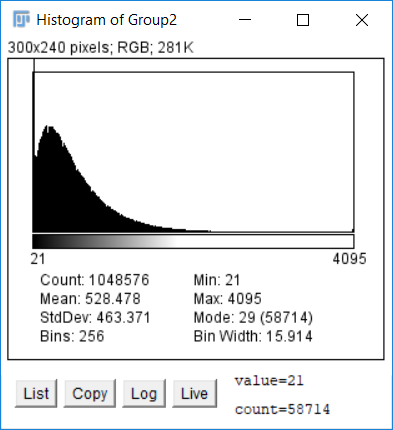 Histogram of Group2
300x240 pixels; RGB; 281K
21 4095
Count: 1048576 Min: 21
Mean: 528.478 Max: 4095
StdDev: 463.371 Mode: 29 (58714)
Bins: 256 Bin Width: 15.914
List Copy Log Live value=21
count=58714